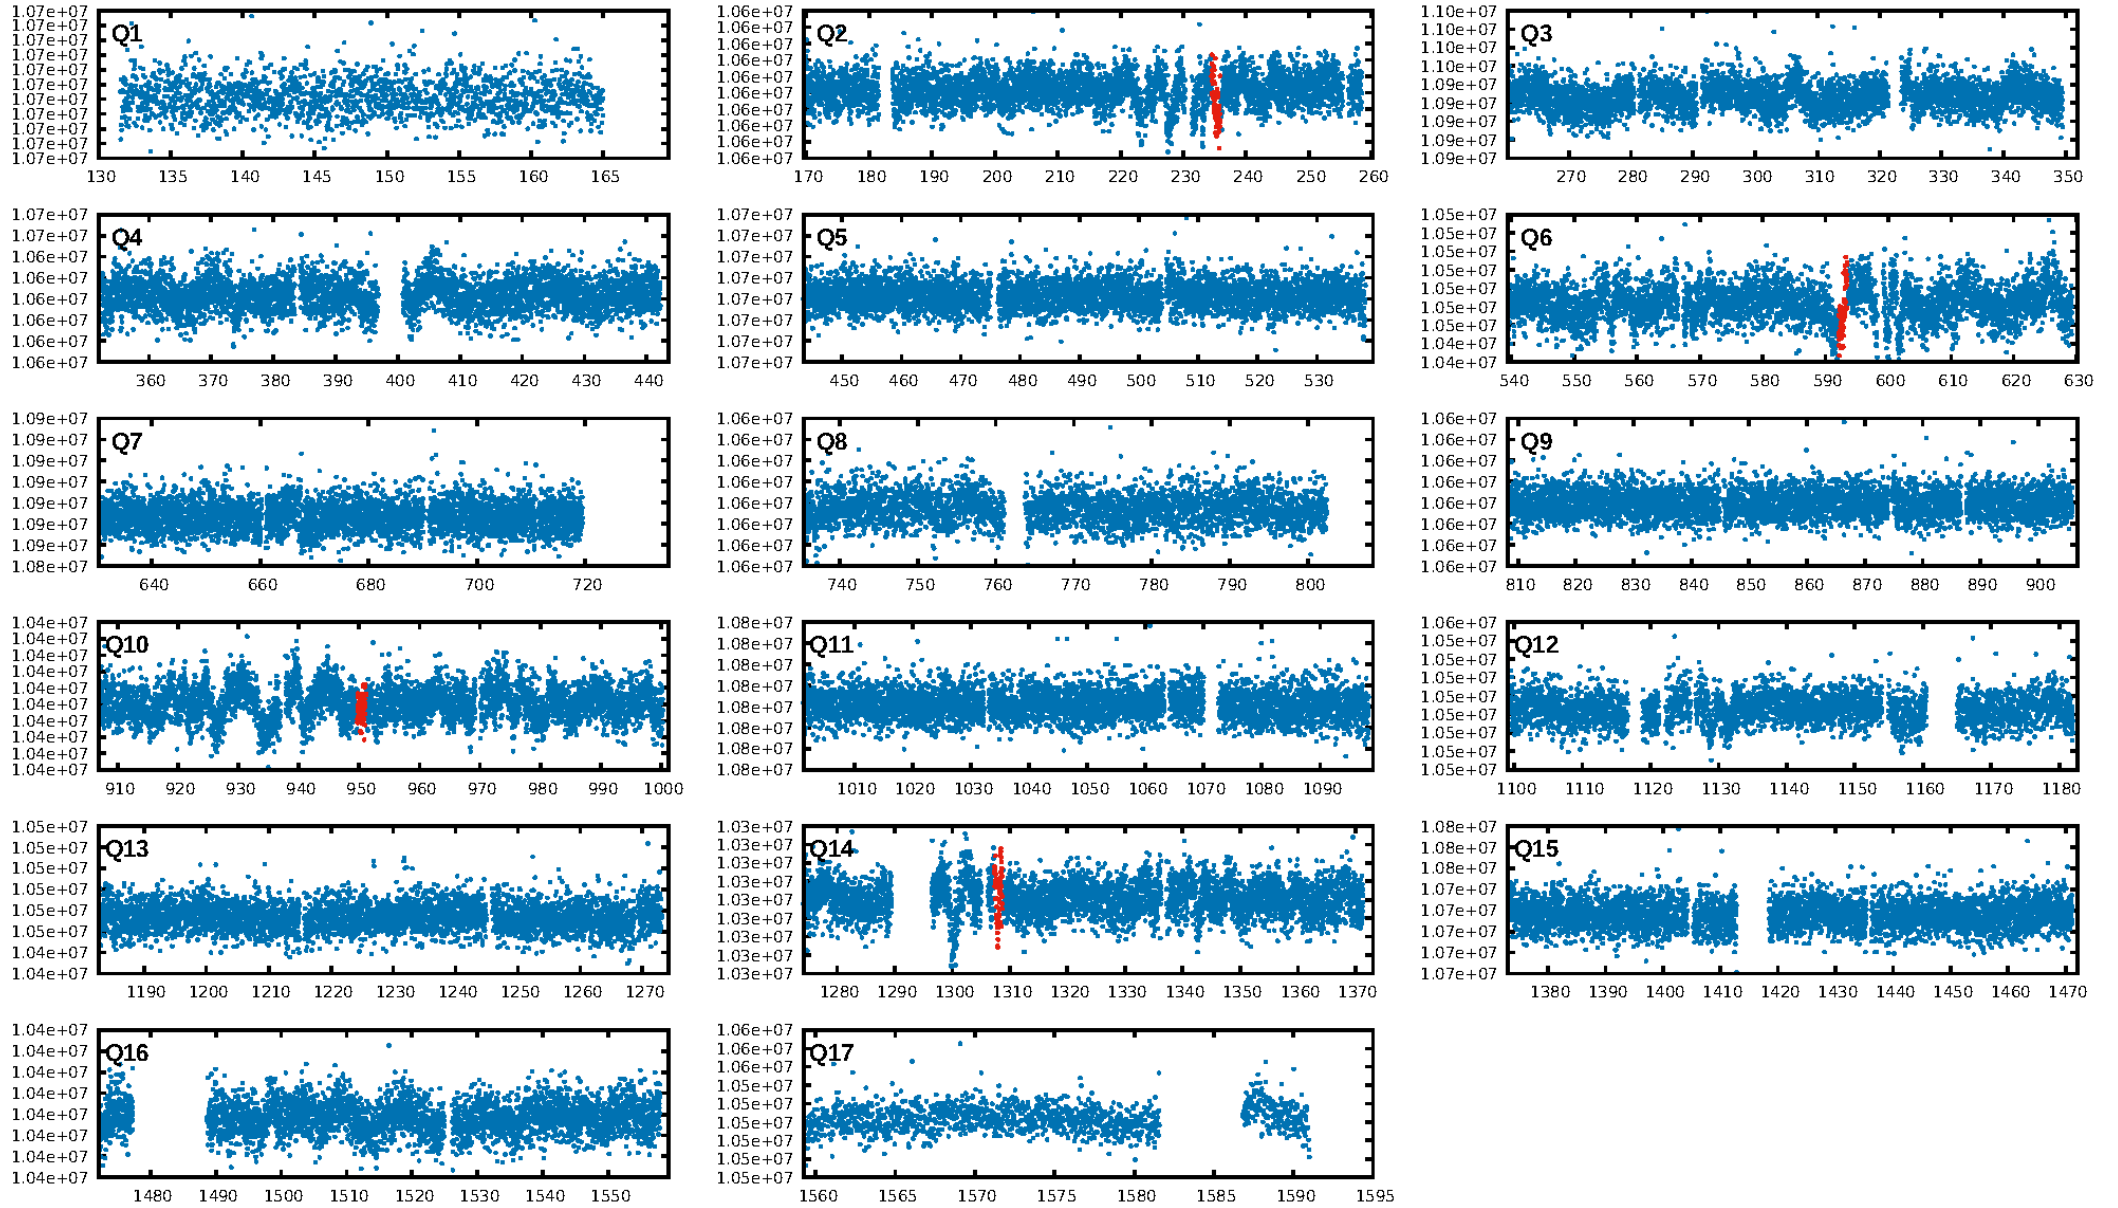 1.07e+07
1.07e+07
1.07e+07
1.07e+07
1.07e+07
1.07e+07
1.07e+07
1.07e+07
1.07e+07
1.07e+07
1.07e+07
Q1
130 135 140 145 150 155 160 165
1.06e+07
1.06e+07
1.06e+07
1.06e+07
1.06e+07
1.06e+07
1.06e+07
1.06e+07
1.06e+07
1.06e+07
Q2
170 180 190 200 210 220 230 240 250 260
1.10e+07
1.10e+07
1.10e+07
1.10e+07
1.09e+07
1.09e+07
1.09e+07
1.09e+07
1.09e+07
Q3
270 280 290 300 310 320 330 340 350
1.07e+07
1.07e+07
1.06e+07
1.06e+07
1.06e+07
1.06e+07
1.06e+07
1.06e+07
Q4
360 370 380 390 400 410 420 430 440
1.07e+07
1.07e+07
1.07e+07
1.07e+07
1.07e+07
1.07e+07
1.07e+07
1.07e+07
Q5
450 460 470 480 490 500 510 520 530
1.05e+07
1.05e+07
1.05e+07
1.05e+07
1.05e+07
1.05e+07
1.05e+07
1.04e+07
1.04e+07
Q6
540 550 560 570 580 590 600 610 620 630
1.09e+07
1.09e+07
1.09e+07
1.09e+07
1.09e+07
1.09e+07
1.09e+07
1.08e+07
Q7
640 660 680 700 720
1.06e+07
1.06e+07
1.06e+07
1.06e+07
1.06e+07
1.06e+07
1.06e+07
1.06e+07
Q8
740 750 760 770 780 790 800
1.06e+07
1.06e+07
1.06e+07
1.06e+07
1.06e+07
1.06e+07
1.06e+07
1.06e+07
Q9
810 820 830 840 850 860 870 880 890 900
1.04e+07
1.04e+07
1.04e+07
1.04e+07
1.04e+07
1.04e+07
1.04e+07
1.04e+07
1.04e+07
1.04e+07
Q10
910 920 930 940 950 960 970 980 990 1000
1.08e+07
1.08e+07
1.08e+07
1.08e+07
1.08e+07
1.08e+07
1.08e+07
1.08e+07
Q11
1010 1020 1030 1040 1050 1060 1070 1080 1090
1.06e+07
1.05e+07
1.05e+07
1.05e+07
1.05e+07
1.05e+07
1.05e+07
1.05e+07
1.05e+07
Q12
1100 1110 1120 1130 1140 1150 1160 1170 1180
1.05e+07
1.05e+07
1.05e+07
1.05e+07
1.05e+07
1.05e+07
1.04e+07
1.04e+07
Q13
1190 1200 1210 1220 1230 1240 1250 1260 1270
1.03e+07
1.03e+07
1.03e+07
1.03e+07
1.03e+07
1.03e+07
1.03e+07
1.03e+07
1.03e+07
Q14
1280 1290 1300 1310 1320 1330 1340 1350 1360 1370
1.08e+07
1.08e+07
1.08e+07
1.07e+07
1.07e+07
1.07e+07
1.07e+07
1.07e+07
Q15
1380 1390 1400 1410 1420 1430 1440 1450 1460 1470
1.04e+07
1.04e+07
1.04e+07
1.04e+07
1.04e+07
1.04e+07
1.04e+07
1.04e+07
Q16
1480 1490 1500 1510 1520 1530 1540 1550
1.06e+07
1.06e+07
1.06e+07
1.05e+07
1.05e+07
1.05e+07
1.05e+07
1.05e+07
1.05e+07
Q17
1560 1565 1570 1575 1580 1585 1590 1595